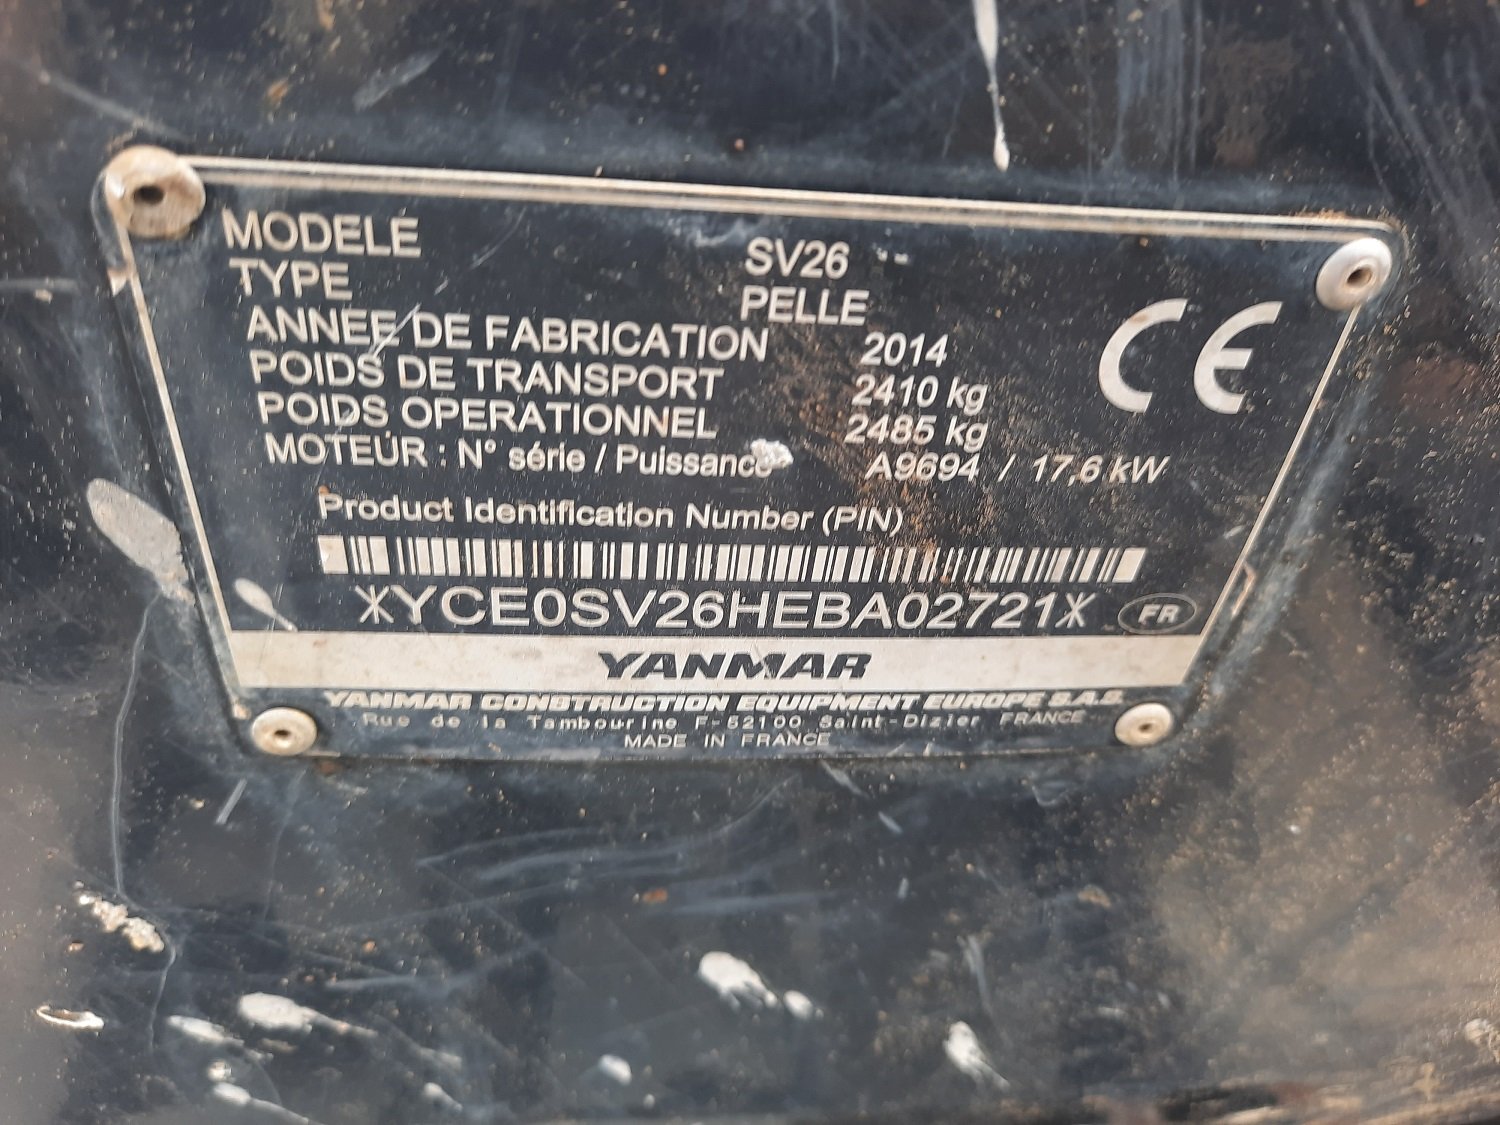 MODELE SV26
TYPE PELLE
ANNEE DE FABRICATION 2014
POIDS DE TRANSPORT 2410 kg
POIDS OPERATIONNEL 2485 kg
MOTEUR : N° série / Puissance A9694 / 17,6 kW
CE
Product Identification Number (PIN)
*YCE0SV26HEBA02721*
FR
YANMAR
YANMAR CONSTRUCTION EQUIPMENT EUROPE S.A.S.
Rue de la Tambourine F-52100 Saint-Dizier FRANCE
MADE IN FRANCE